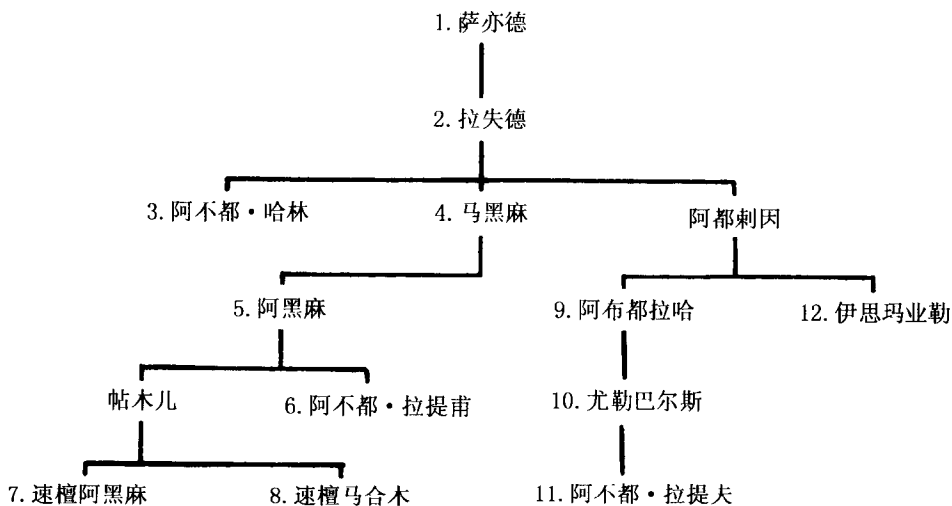 1.萨亦德
2.拉失德
3.阿不都·哈林 4.马黑麻 阿都剌因
5.阿黑麻 9.阿布都拉哈 12.伊思玛业勒
帖木儿 6.阿不都·拉提甫 10.尤勒巴尔斯
7.速檀阿黑麻 8.速檀马合木 11.阿不都·拉提夫